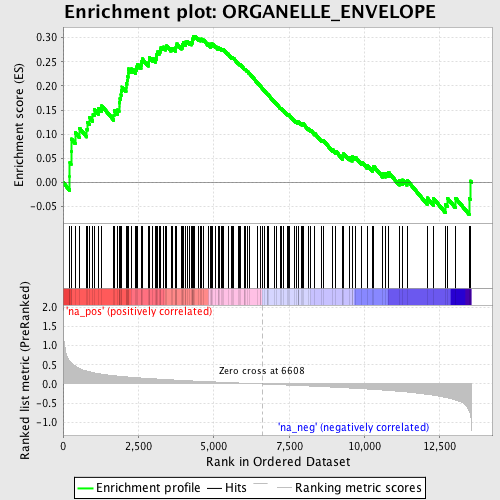 Enrichment plot: ORGANELLE_ENVELOPE
Enrichment score (ES)
0.30
0.25
0.20
0.15
0.10
0.05
0.00
-0.05
'na_pos' (positively correlated)
Ranked list metric (PreRanked)
2.0
1.5
1.0
0.5
0.0
-0.5
-1.0
Zero cross at 6608
'na_neg' (negatively correlated)
0
2,500
5,000
7,500
10,000
12,500
Rank in Ordered Dataset
Enrichment profile
Hits
Ranking metric scores